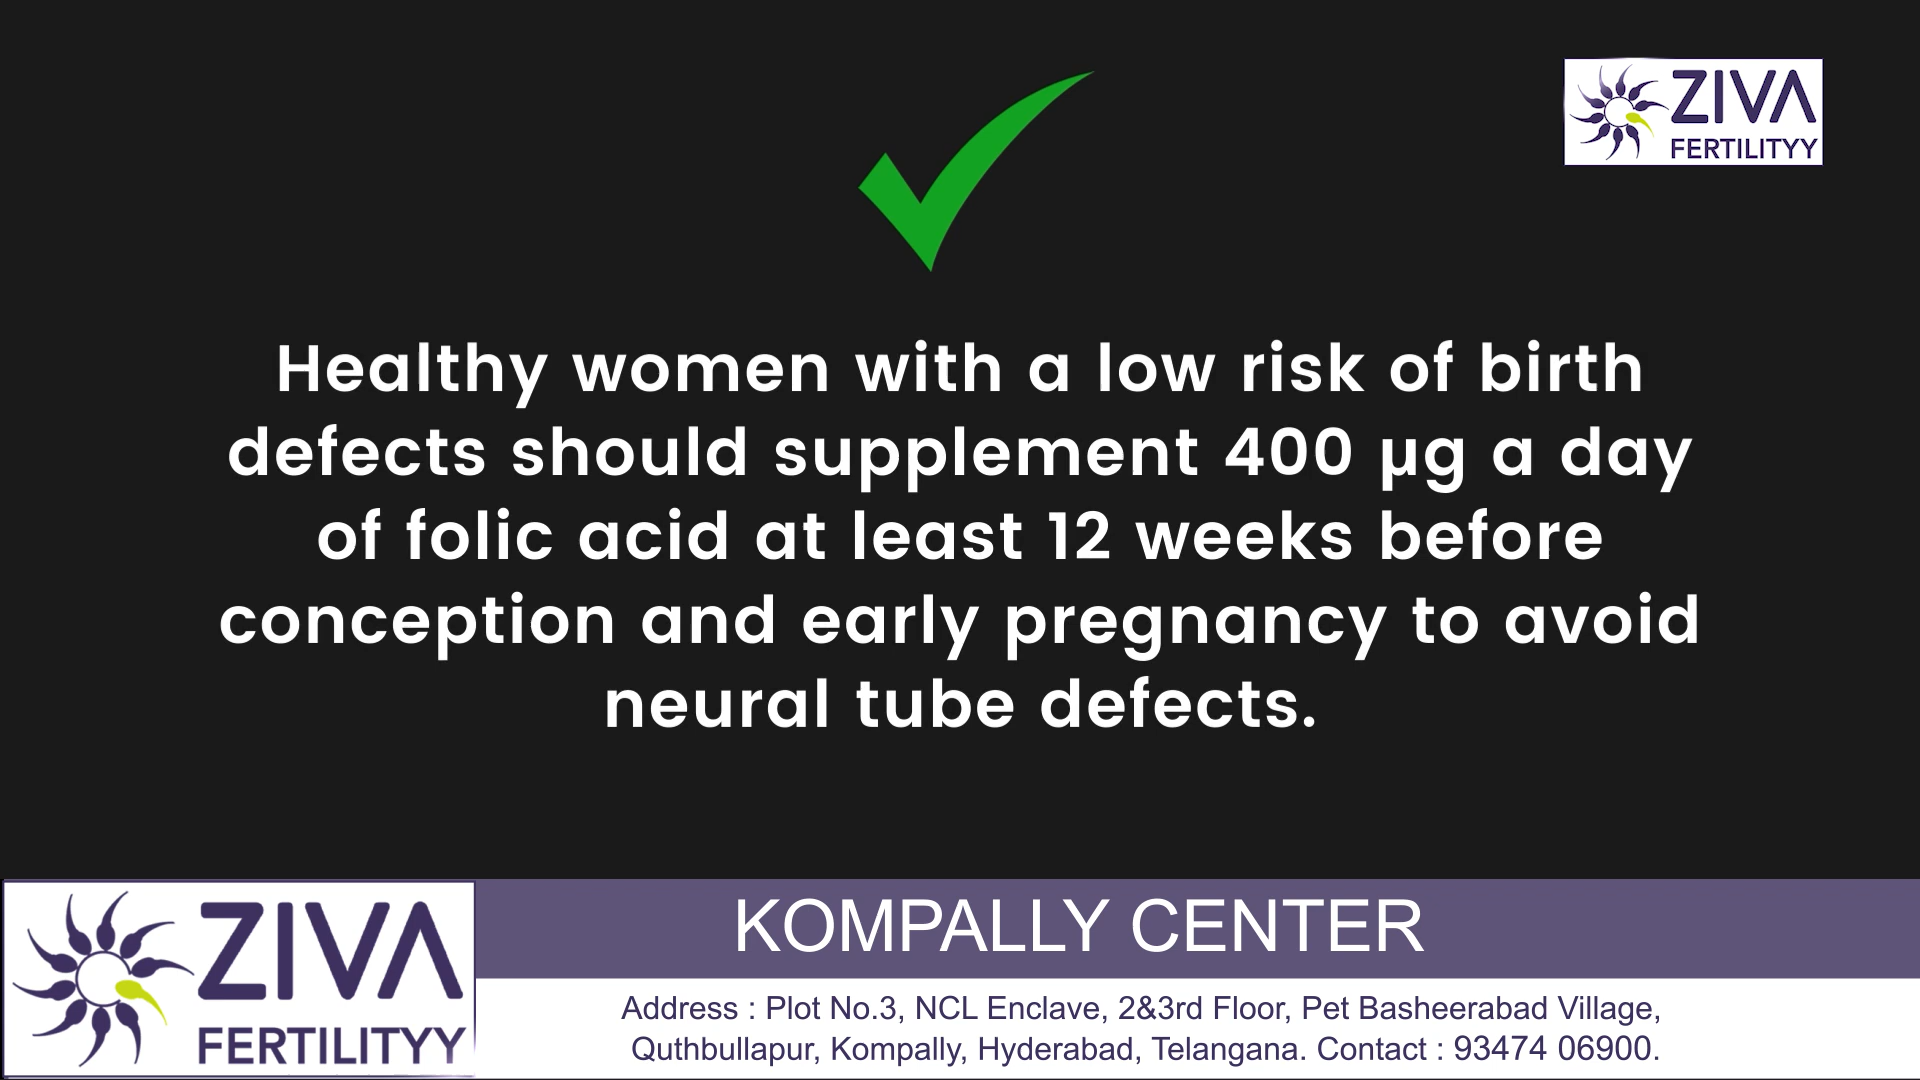 ZIVA
FERTILITYY
Healthy women with a low risk of birth
defects should supplement 400 µg a day
of folic acid at least 12 weeks before
conception and early pregnancy to avoid
neural tube defects.
ZIVA
FERTILITYY
KOMPALLY CENTER
Address : Plot No.3, NCL Enclave, 2&3rd Floor, Pet Basheerabad Village,
Quthbullapur, Kompally, Hyderabad, Telangana. Contact : 93474 06900.